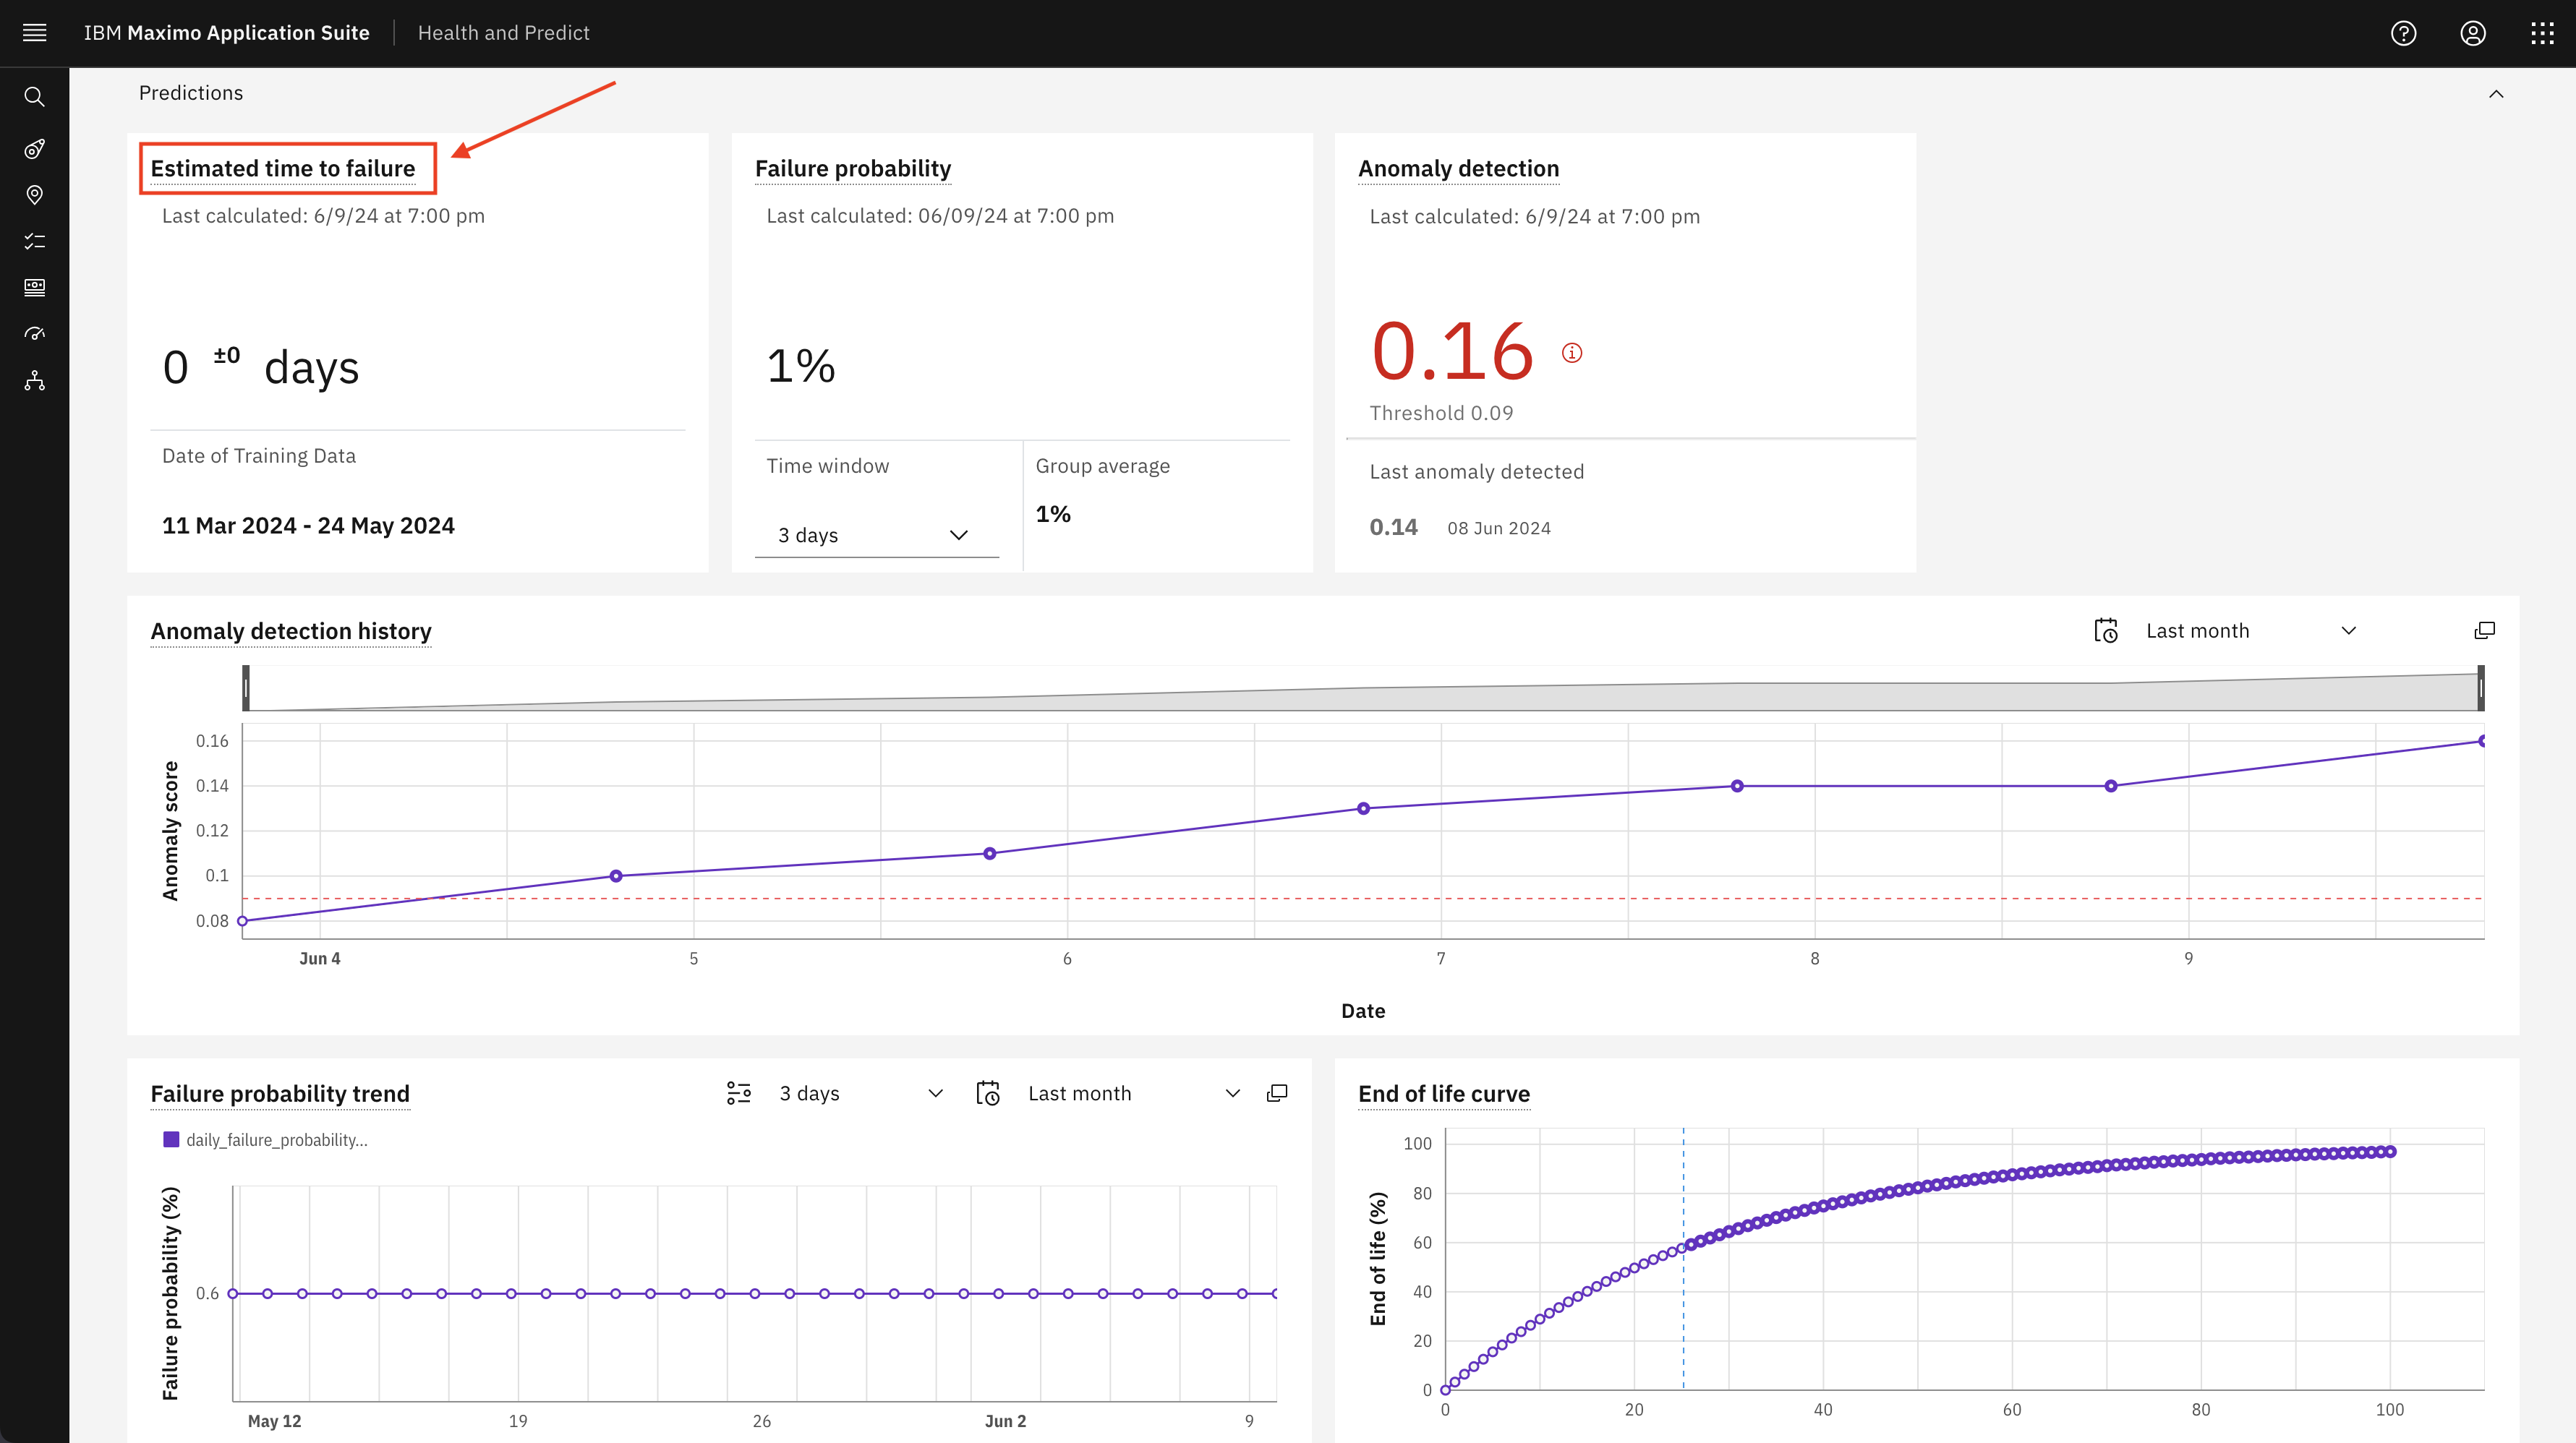 IBM Maximo Application Suite
Health and Predict
Predictions
Estimated time to failure
Last calculated: 6/9/24 at 7:00 pm
0 ±0 days
Date of Training Data
11 Mar 2024 - 24 May 2024
Failure probability
Last calculated: 06/09/24 at 7:00 pm
1%
Time window
3 days
Group average
1%
Anomaly detection
Last calculated: 6/9/24 at 7:00 pm
0.16
Threshold 0.09
Last anomaly detected
0.14 08 Jun 2024
Anomaly detection history
Last month
Anomaly score
0.16
0.14
0.12
0.1
0.08
Jun 4 5 6 7 8 9
Date
Failure probability trend
3 days
Last month
daily_failure_probability...
Failure probability (%)
0.6
May 12 19 26 Jun 2 9
End of life curve
End of life (%)
100
80
60
40
20
0
0 20 40 60 80 100